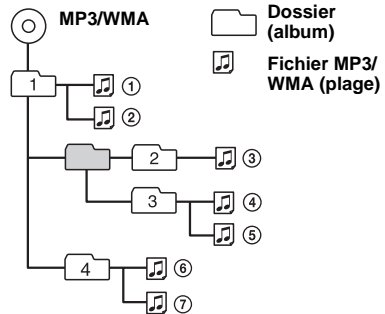 MP3/WMA
Dossier
(album)
Fichier MP3/
WMA (plage)
1
①
②
2
③
3
④
⑤
4
⑥
⑦